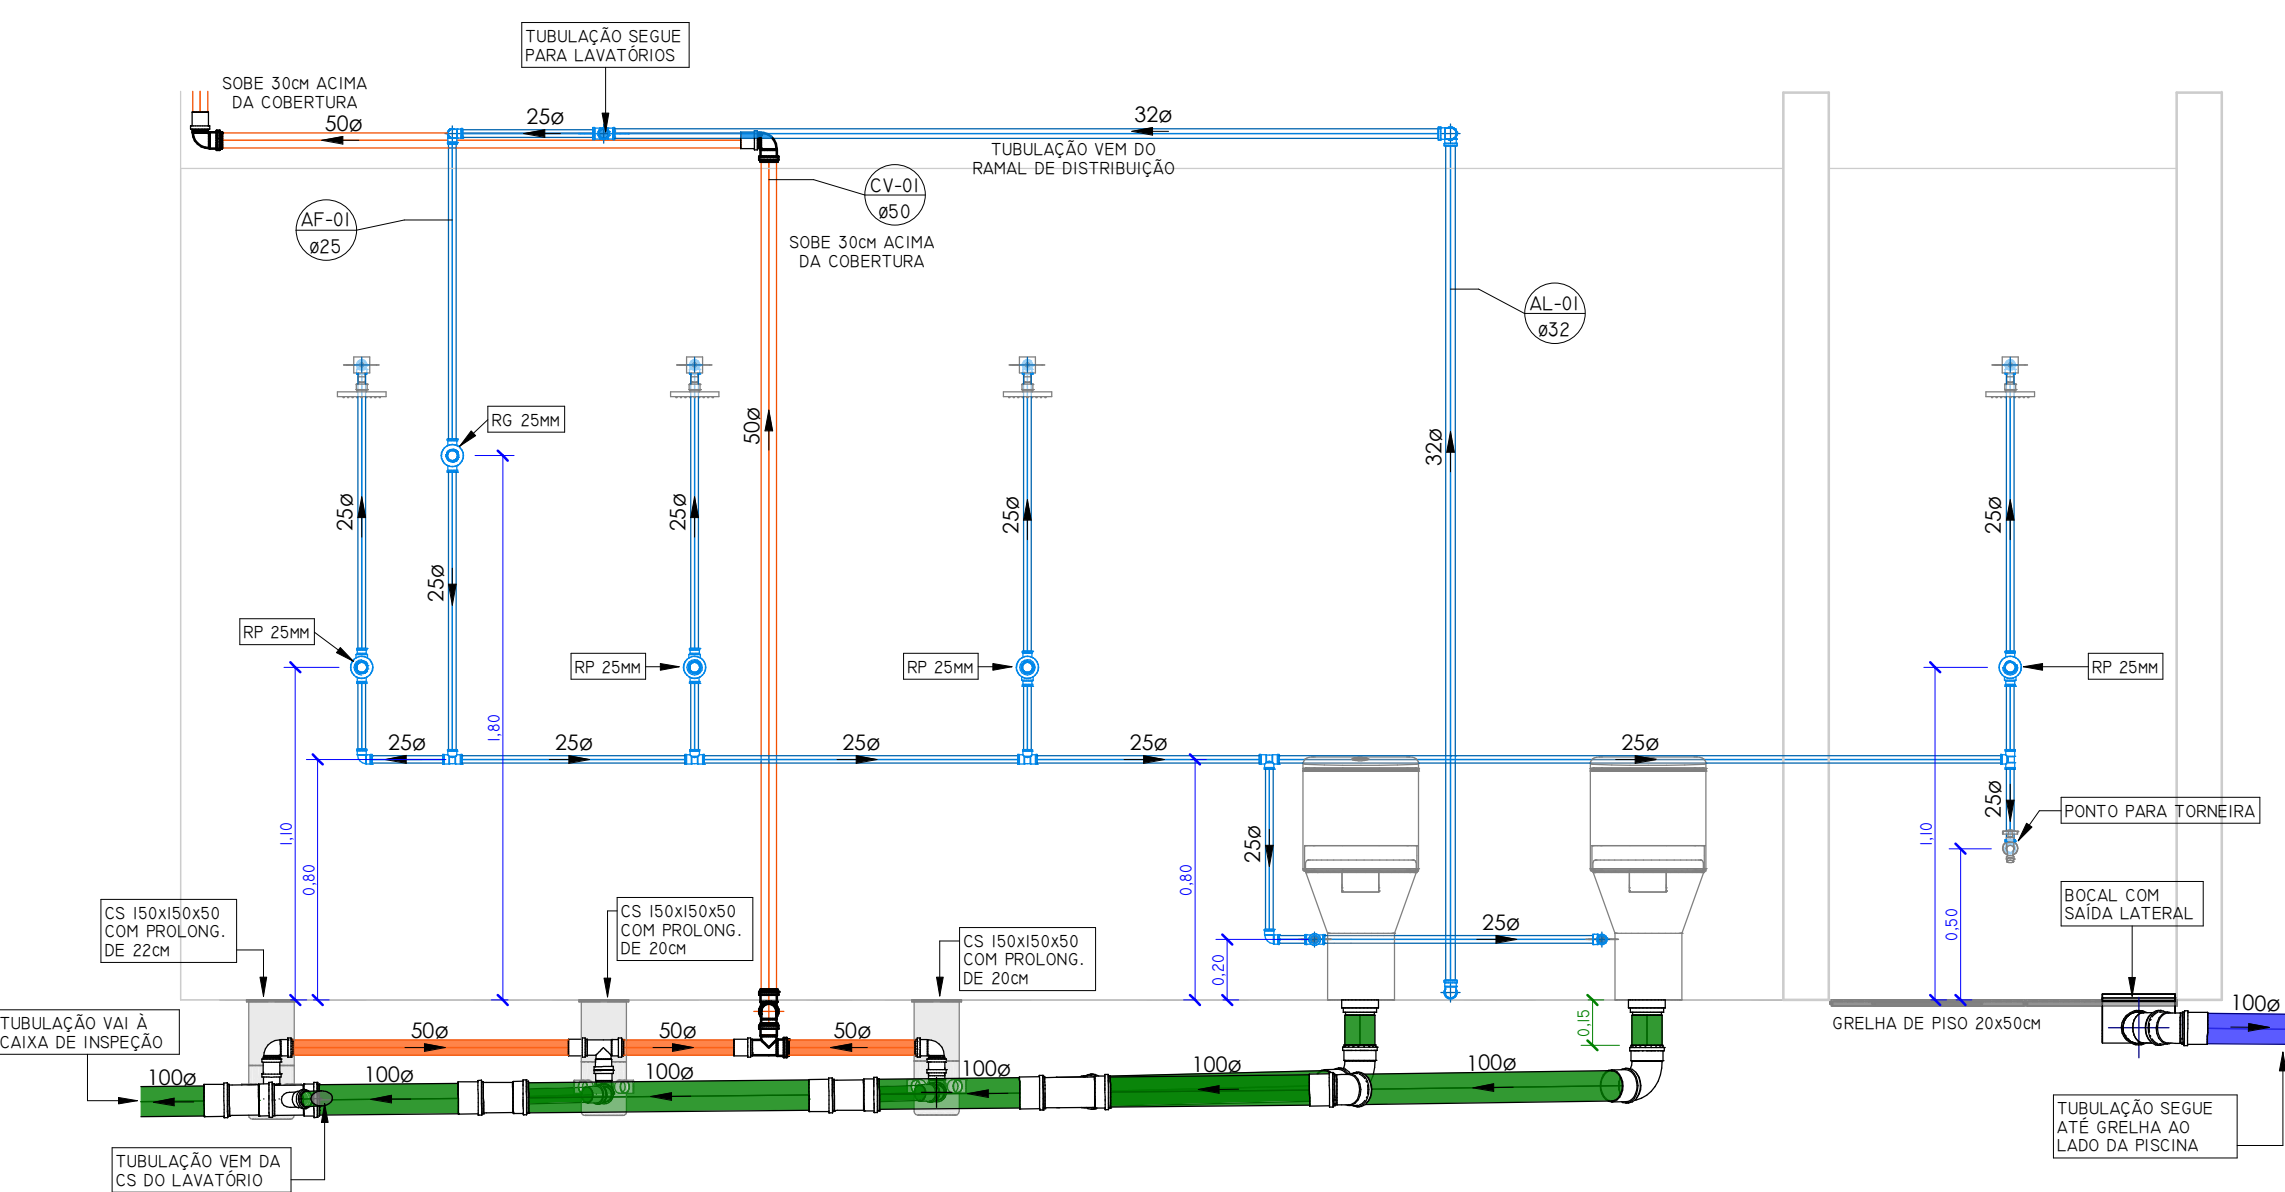 TUBULAÇÃO SEGUE
PARA LAVATÓRIOS
SOBE 30CM ACIMA
DA COBERTURA
50Ø
25Ø
32Ø
TUBULAÇÃO VEM DO
RAMAL DE DISTRIBUIÇÃO
CV-01
Ø50
SOBE 30CM ACIMA
DA COBERTURA
AF-01
Ø25
AL-01
Ø32
RG 25MM
50Ø
32Ø
25Ø
25Ø
25Ø
25Ø
25Ø
RP 25MM
RP 25MM
RP 25MM
RP 25MM
1,80
25Ø
25Ø
25Ø
25Ø
25Ø
25Ø
PONTO PARA TORNEIRA
1,10
0,80
25Ø
0,80
1,10
0,50
BOCAL COM
SAÍDA LATERAL
CS 150X150X50
COM PROLONG.
DE 22CM
CS 150X150X50
COM PROLONG.
DE 20CM
CS 150X150X50
COM PROLONG.
DE 20CM
25Ø
0,20
0,15
TUBULAÇÃO VAI À
CAIXA DE INSPEÇÃO
50Ø
50Ø
50Ø
GRELHA DE PISO 20X50CM
100Ø
100Ø
100Ø
100Ø
100Ø
100Ø
100Ø
TUBULAÇÃO SEGUE
ATÉ GRELHA AO
LADO DA PISCINA
TUBULAÇÃO VEM DA
CS DO LAVATÓRIO